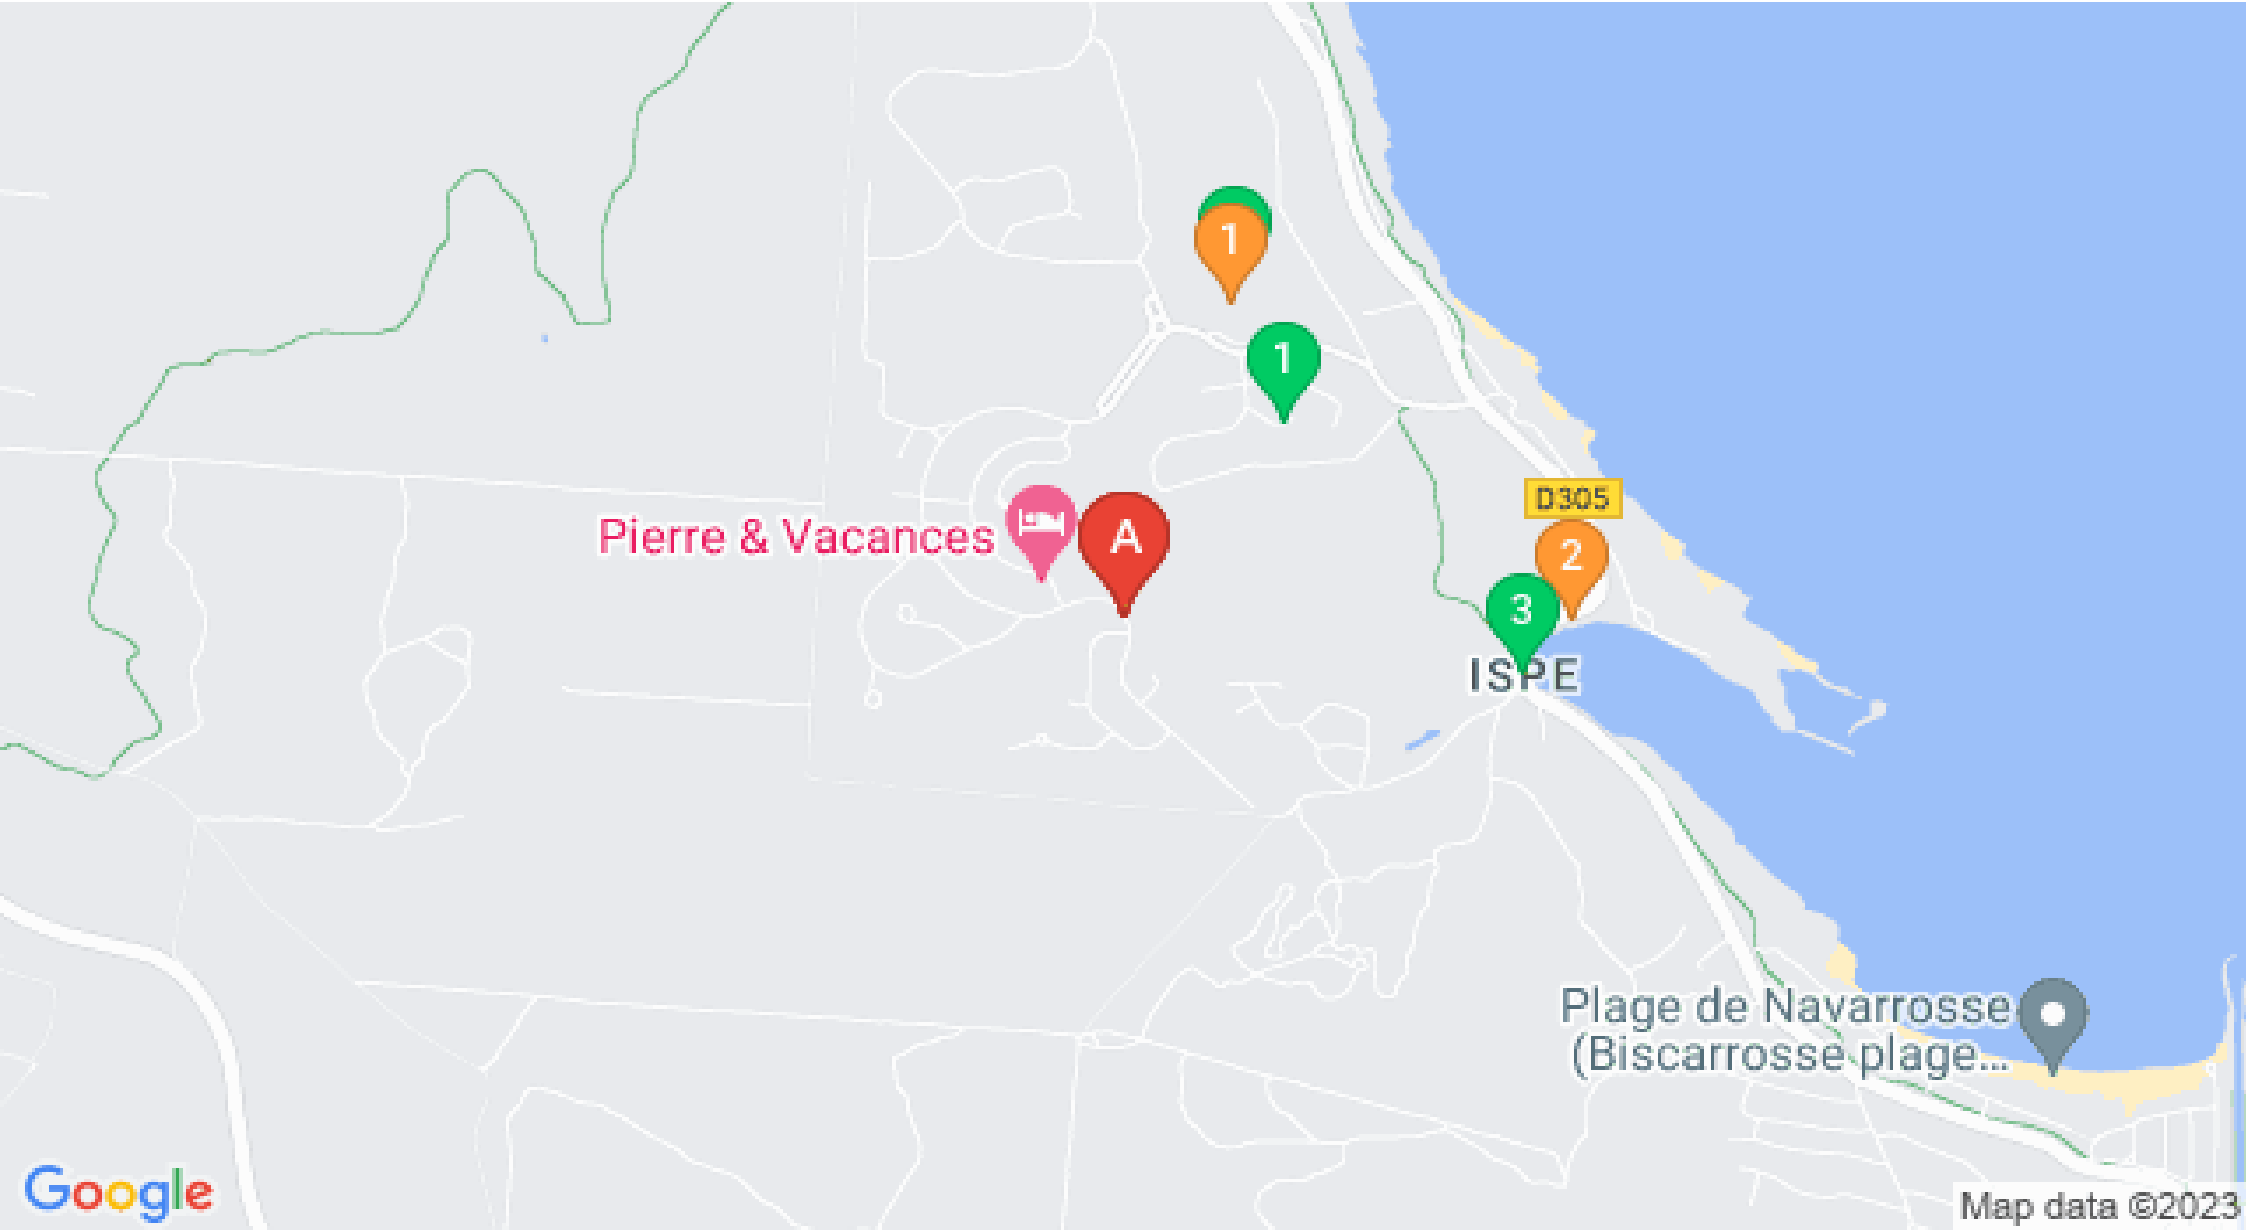 1
1
D305
Pierre & Vacances
A
2
3
ISPE
Plage de Navarrosse
(Biscarrosse plage...
Google
Map data ©2023